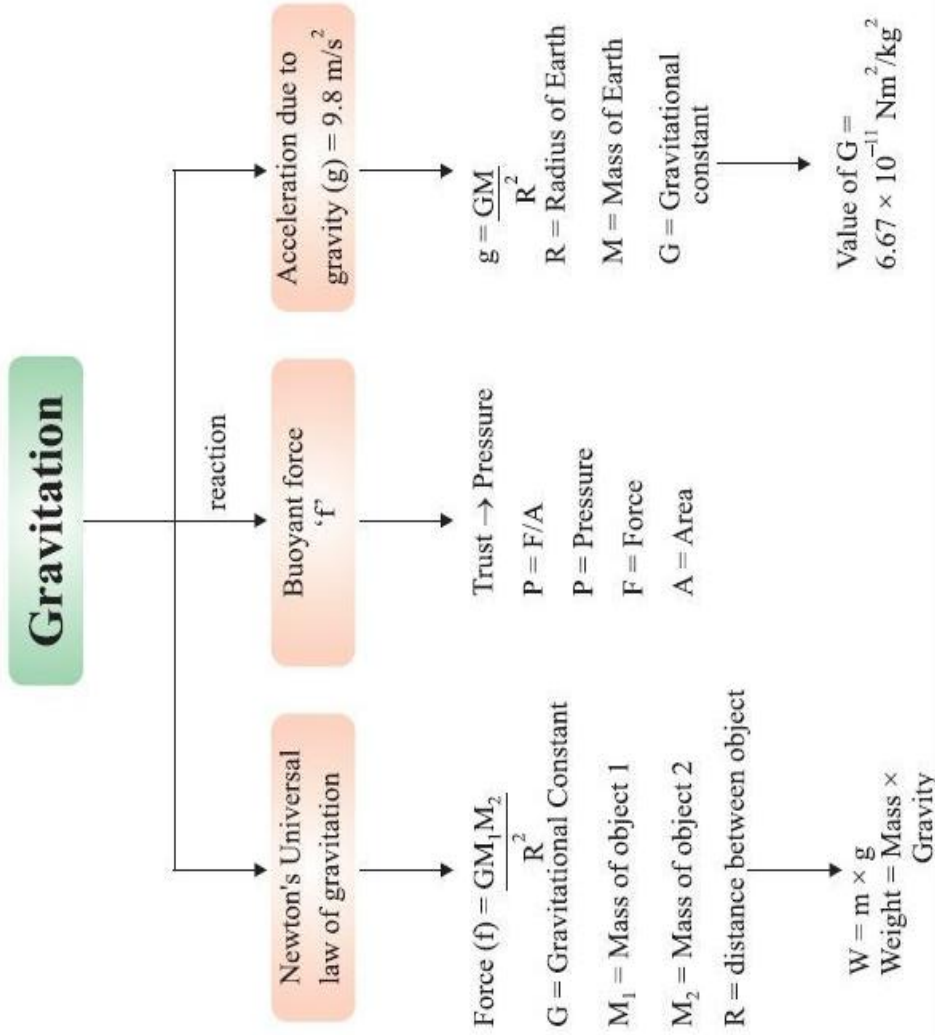 Gravitation
reaction
Newton's Universal
law of gravitation
Force (f) = GM₁M₂
R²
G = Gravitational Constant
M₁ = Mass of object 1
M₂ = Mass of object 2
R = distance between object
W = m × g
Weight = Mass ×
Gravity
Buoyant force
‘f’
Trust → Pressure
P = F/A
P = Pressure
F = Force
A = Area
Acceleration due to
gravity (g) = 9.8 m/s²
g = GM
R²
R = Radius of Earth
M = Mass of Earth
G = Gravitational
constant
Value of G =
6.67 × 10⁻¹¹ Nm²/kg²